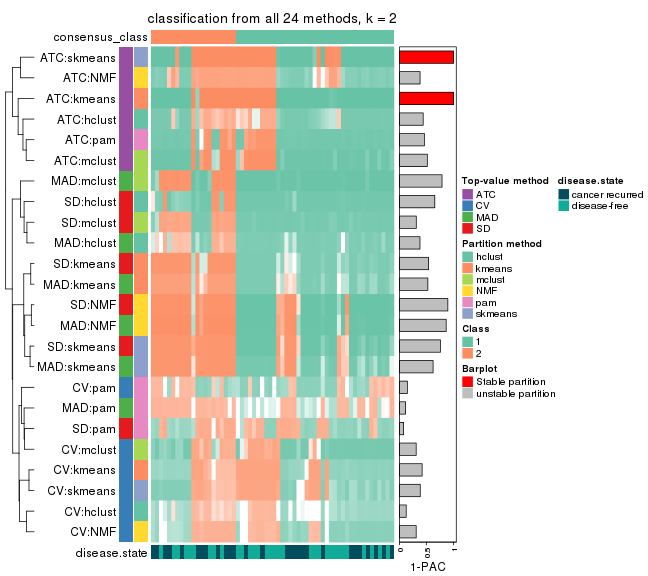 classification from all 24 methods, k = 2
consensus_class
ATC:skmeans
ATC:NMF
ATC:kmeans
ATC:hclust
ATC:pam
ATC:mclust
MAD:mclust
SD:hclust
SD:mclust
MAD:hclust
SD:kmeans
MAD:kmeans
SD:NMF
MAD:NMF
SD:skmeans
MAD:skmeans
CV:pam
MAD:pam
SD:pam
CV:mclust
CV:kmeans
CV:skmeans
CV:hclust
CV:NMF
disease.state
0 0.5 1
1-PAC
Top-value method
ATC
CV
MAD
SD
Partition method
hclust
kmeans
mclust
NMF
pam
skmeans
Class
1
2
Barplot
Stable partition
unstable partition
disease.state
cancer recurred
disease-free